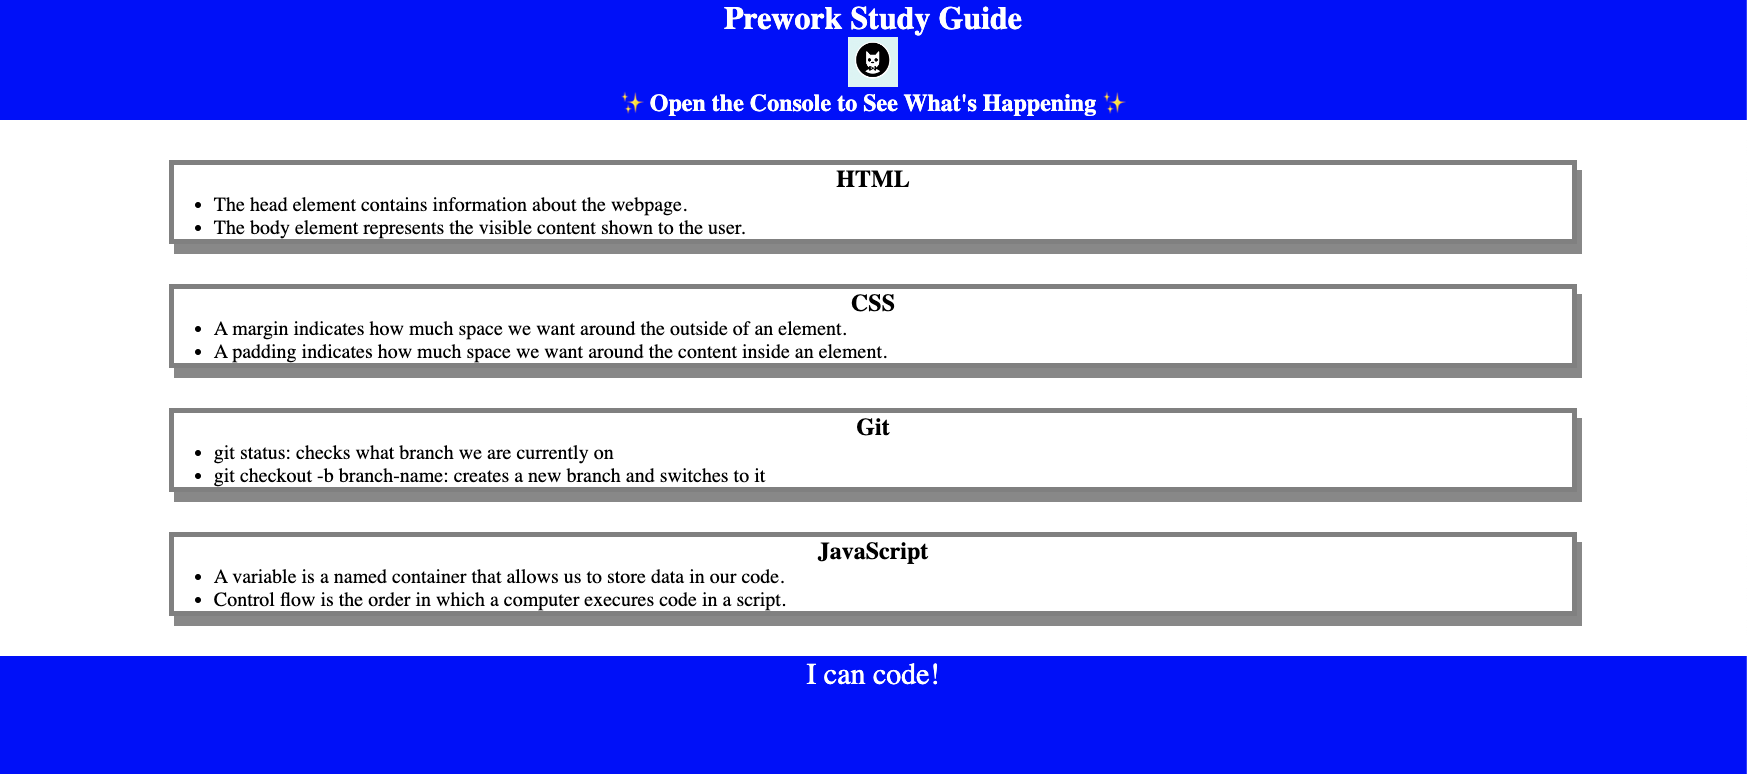 Prework Study Guide
✨ Open the Console to See What's Happening ✨
HTML
• The head element contains information about the webpage.
• The body element represents the visible content shown to the user.
CSS
• A margin indicates how much space we want around the outside of an element.
• A padding indicates how much space we want around the content inside an element.
Git
• git status: checks what branch we are currently on
• git checkout -b branch-name: creates a new branch and switches to it
JavaScript
• A variable is a named container that allows us to store data in our code.
• Control flow is the order in which a computer execures code in a script.
I can code!